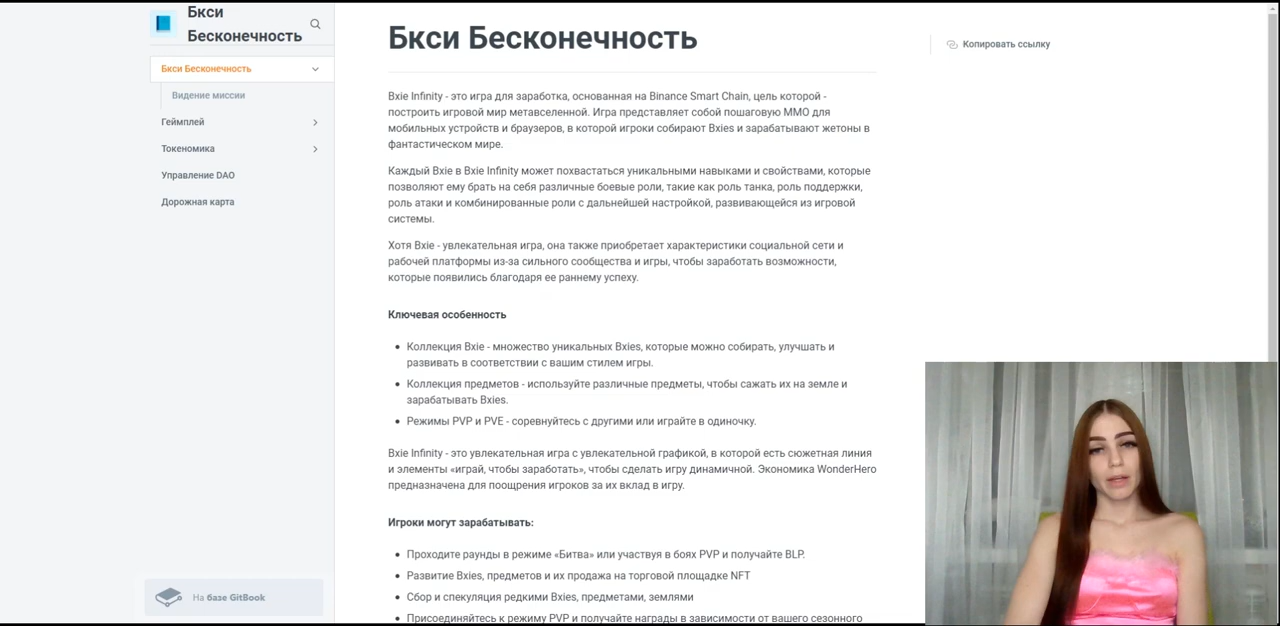 Бкси
Бесконечность
Бкси Бесконечность
Видение миссии
Геймплей
Токеномика
Управление DAO
Дорожная карта
На базе GitBook
Бкси Бесконечность
Копировать ссылку
Bxie Infinity - это игра для заработка, основанная на Binance Smart Chain, цель которой -
построить игровой мир метавселенной. Игра представляет собой пошаговую ММО для
мобильных устройств и браузеров, в которой игроки собирают Bxies и зарабатывают жетоны в
фантастическом мире.
Каждый Bxie в Bxie Infinity может похвастаться уникальными навыками и свойствами, которые
позволяют ему брать на себя различные боевые роли, такие как роль танка, роль поддержки,
роль атаки и комбинированные роли с дальнейшей настройкой, развивающейся из игровой
системы.
Хотя Bxie - увлекательная игра, она также приобретает характеристики социальной сети и
рабочей платформы из-за сильного сообщества и игры, чтобы заработать возможности,
которые появились благодаря ее раннему успеху.
Ключевая особенность
Коллекция Bxie - множество уникальных Bxies, которые можно собирать, улучшать и
развивать в соответствии с вашим стилем игры.
Коллекция предметов - используйте различные предметы, чтобы сажать их на земле и
зарабатывать Bxies.
Режимы PVP и PVE - соревнуйтесь с другими или играйте в одиночку.
Bxie Infinity - это увлекательная игра с увлекательной графикой, в которой есть сюжетная линия
и элементы «играй, чтобы заработать», чтобы сделать игру динамичной. Экономика WonderHero
предназначена для поощрения игроков за их вклад в игру.
Игроки могут зарабатывать:
Проходите раунды в режиме «Битва» или участвуя в боях PVP и получайте BLP.
Развитие Bxies, предметов и их продажа на торговой площадке NFT
Сбор и спекуляция редкими Bxies, предметами, землями
Присоединяйтесь к режиму PVP и получайте награды в зависимости от вашего сезонного